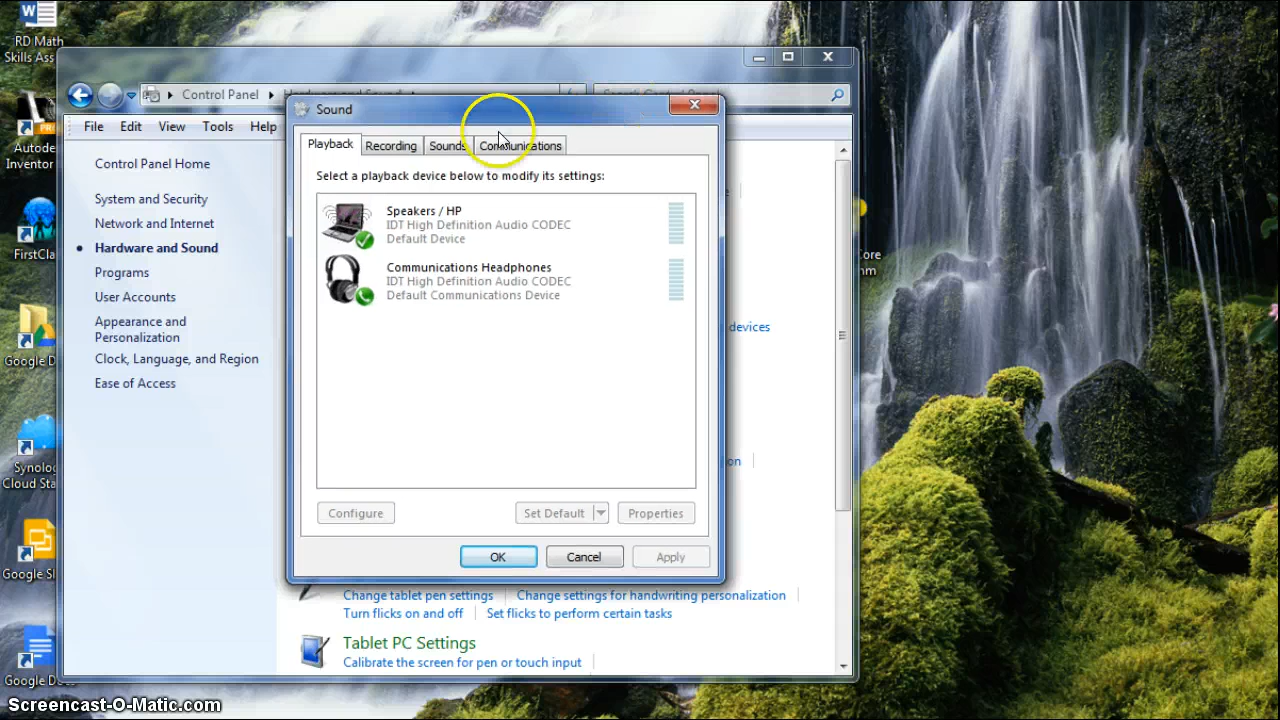 RD Math
Skills Ass
Autode
Inventor
FirstCla
Google D
Synolog
Cloud Sta
Google Sl
Google Do
Control Panel
File Edit View Tools Help
Control Panel Home
System and Security
Network and Internet
Hardware and Sound
Programs
User Accounts
Appearance and
Personalization
Clock, Language, and Region
Ease of Access
Sound
Playback Recording Sounds Communications
Select a playback device below to modify its settings:
Speakers / HP
IDT High Definition Audio CODEC
Default Device
Communications Headphones
IDT High Definition Audio CODEC
Default Communications Device
Configure Set Default Properties
OK Cancel Apply
devices
on
Change tablet pen settings Change settings for handwriting personalization
Turn flicks on and off Set flicks to perform certain tasks
Tablet PC Settings
Calibrate the screen for pen or touch input
ore
Screencast-O-Matic.com